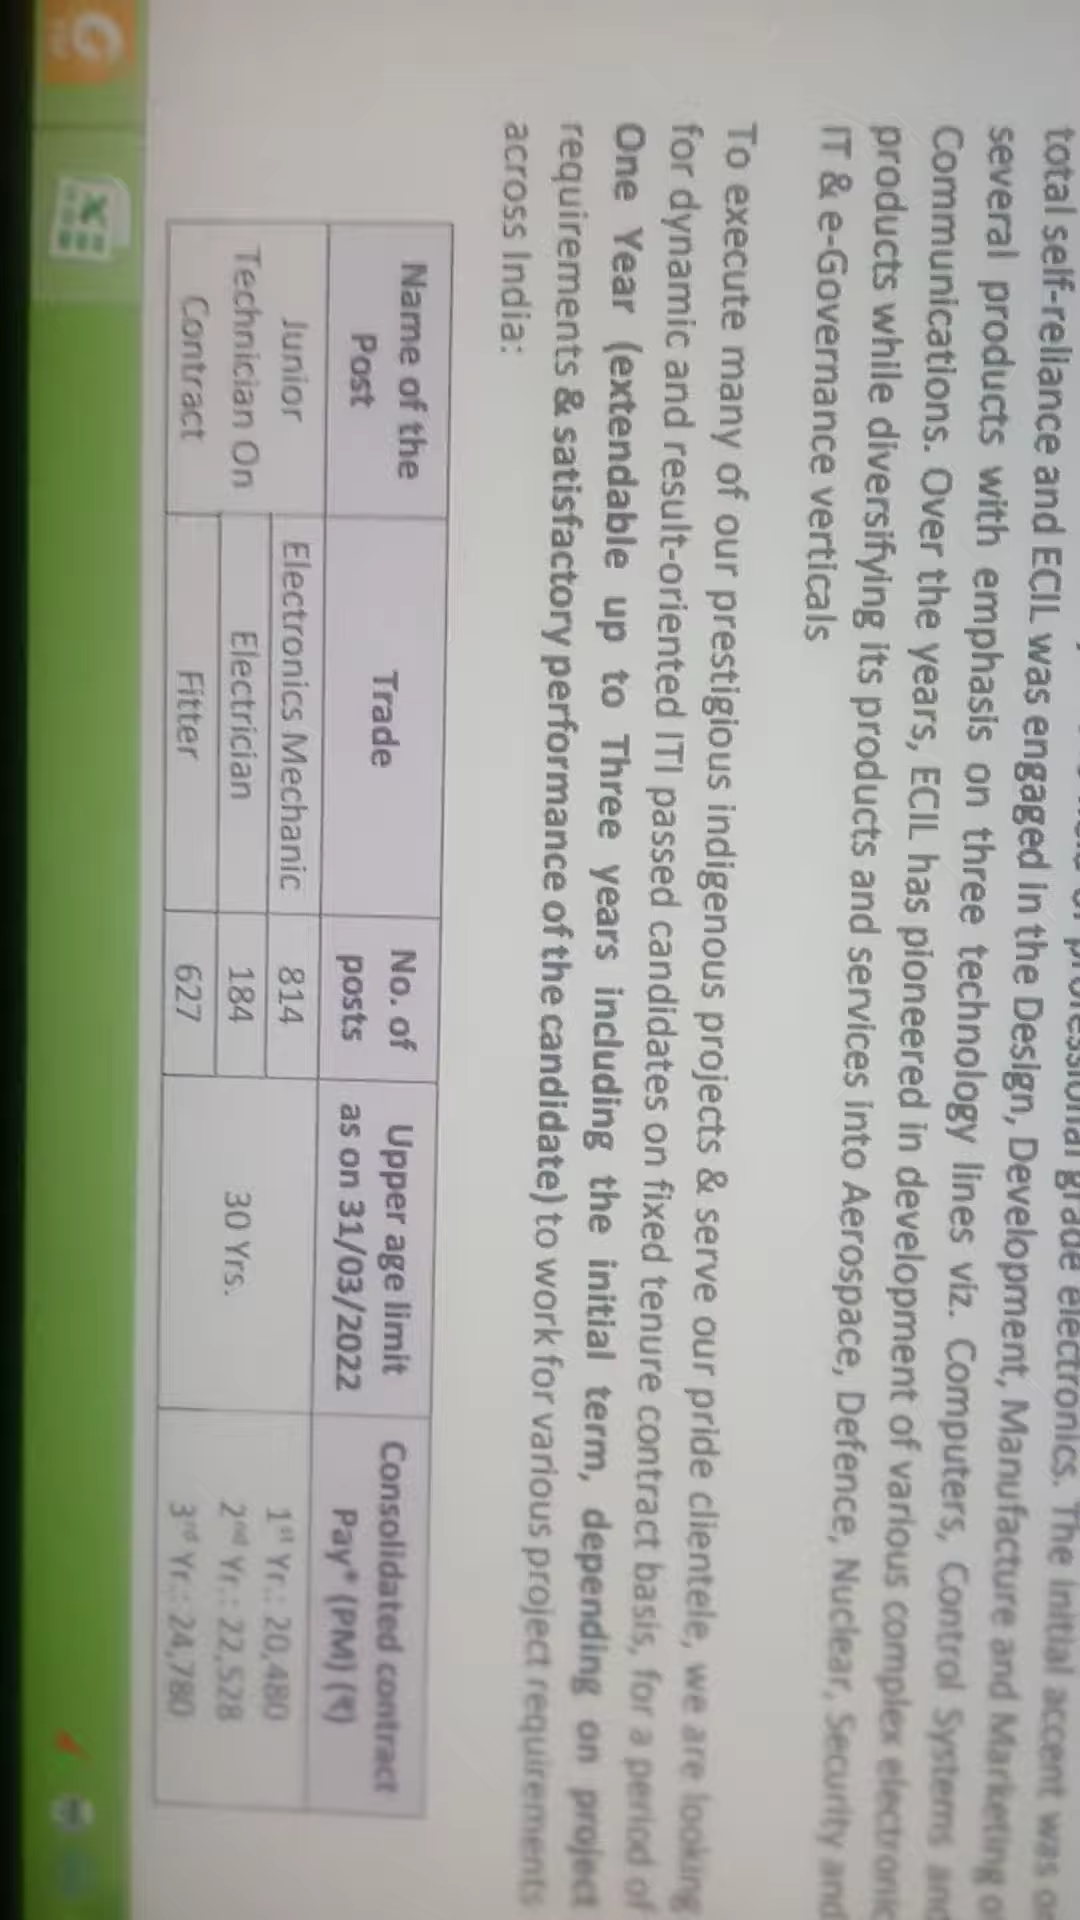 professional grade electronics. The initial accent was on
total self-reliance and ECIL was engaged in the Design, Development, Manufacture and Marketing of
several products with emphasis on three technology lines viz. Computers, Control Systems and
Communications. Over the years, ECIL has pioneered in development of various complex electronic
products while diversifying its products and services into Aerospace, Defence, Nuclear, Security and
IT & e-Governance verticals
To execute many of our prestigious indigenous projects & serve our pride clientele, we are looking
for dynamic and result-oriented ITI passed candidates on fixed tenure contract basis, for a period of
One Year (extendable up to Three years including the initial term, depending on project
requirements & satisfactory performance of the candidate) to work for various project requirements
across India:
Name of the Post Trade No. of posts Upper age limit as on 31/03/2022 Consolidated contract Pay* (PM) (₹)
Junior Technician On Contract
Electronics Mechanic 814
Electrician 184
Fitter 627
30 Yrs.
1st Yr.: 20,480
2nd Yr.: 22,528
3rd Yr.: 24,780